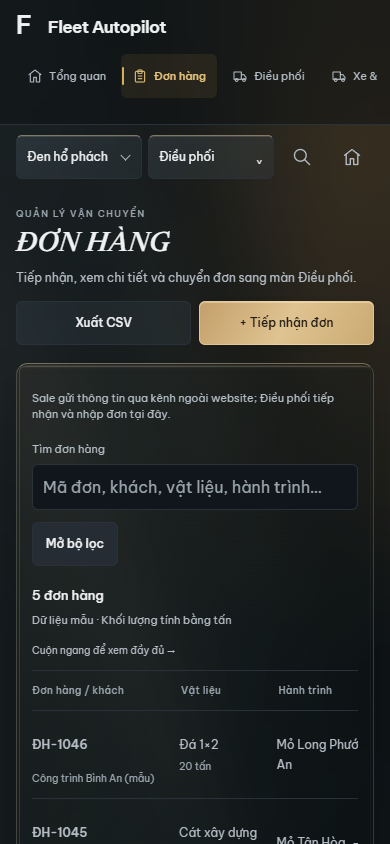 F Fleet Autopilot
Tổng quan Đơn hàng Điều phối Xe &
Đen hổ phách Điều phối
QUẢN LÝ VẬN CHUYỂN
ĐƠN HÀNG
Tiếp nhận, xem chi tiết và chuyển đơn sang màn Điều phối.
Xuất CSV + Tiếp nhận đơn
Sale gửi thông tin qua kênh ngoài website; Điều phối tiếp
nhận và nhập đơn tại đây.
Tìm đơn hàng
Mã đơn, khách, vật liệu, hành trình...
Mở bộ lọc
5 đơn hàng
Dữ liệu mẫu · Khối lượng tính bằng tấn
Cuộn ngang để xem đầy đủ →
Đơn hàng / khách Vật liệu Hành trình
ĐH-1046 Đá 1×2 Mỏ Long Phướ
20 tấn An
Công trình Bình An (mẫu)
ĐH-1045 Cát xây dựng Mỏ Tân Hòa